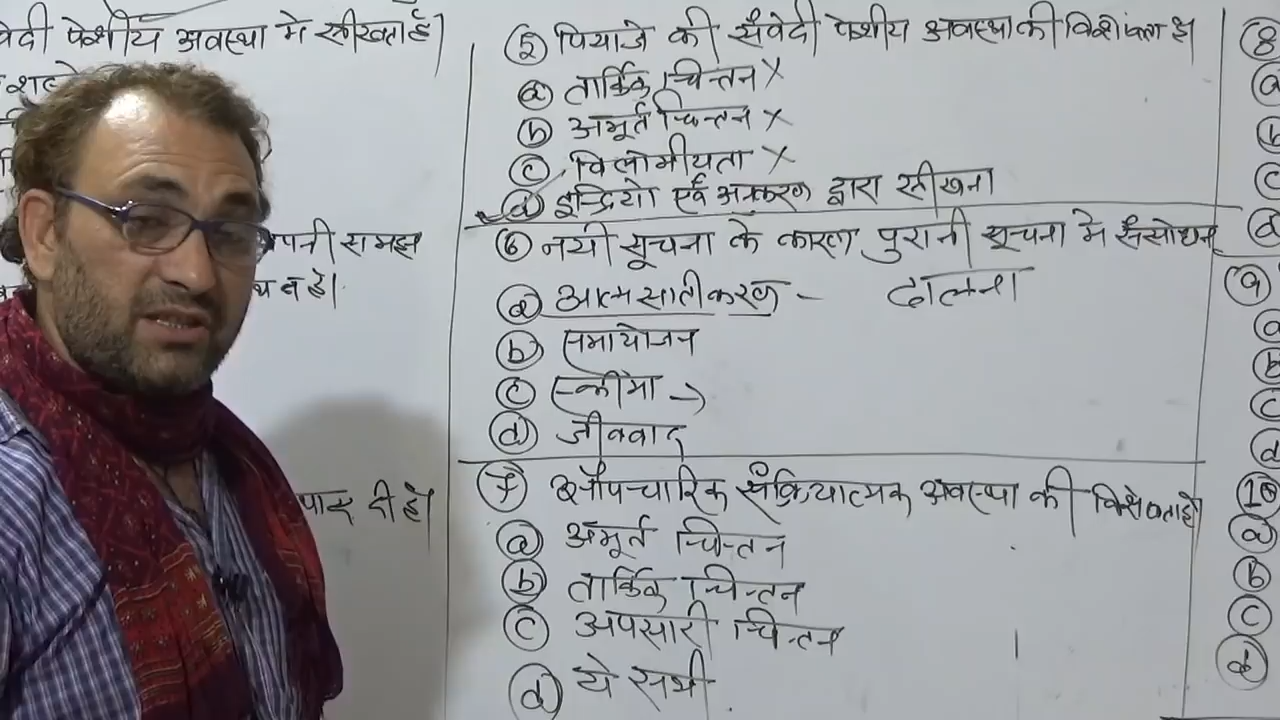 पेशीय अवस्था मे सीखता है।
पनी समझ
⑤ पियाजे की संवेदी पेशीय अवस्था की विशेषता है।
ⓐ तार्किक चिन्तन X
ⓑ अमूर्त चिन्तन X
ⓒ विलोमीयता X
ⓓ इन्द्रियो एवं अनुकरण द्वारा सीखना
⑥ नयी सूचना के कारण पुरानी सूचना मे संसोधन
ⓐ आत्मसातीकरण – ढालना
ⓑ समायोजन
ⓒ स्कीमा →
ⓓ जीववाद
⑦ औपचारिक संक्रियात्मक अवस्था की विशेषता है।
ⓐ अमूर्त चिन्तन
ⓑ तार्किक चिन्तन
ⓒ अपसारी चिन्तन
ⓓ ये सभी
⑧
ⓐ
ⓑ
ⓒ
ⓓ
⑨
ⓐ
ⓑ
ⓒ
ⓓ
⑩
ⓐ
ⓑ
ⓒ
ⓓ